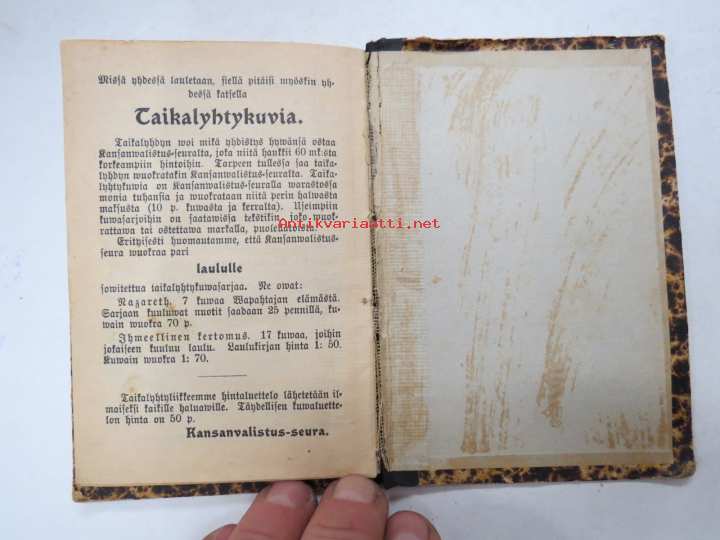 Missä yhdessä lauletaan, siellä pitäisi myöskin yh-
dessä katsella
Taikalyhtykuvia.
Taikalyhdyn woi mikä yhdistys hywänsä ostaa
Kansanwalistus-seuralta, joka niitä hankkii 60 mk:sta
korkeampiin hintoihin. Tarpeen tullessa saa taika-
lyhdyn wuokratakin Kansanwalistus-seuralta. Taika-
lyhtykuwia on Kansanwalistus-seuralla warastossa
monia tuhansia ja wuokrataan niitä perin halwasta
maksusta (10 p. kuwasta ja kerralta). Useimpiin
kuwasarjoihin on saatawissa tekstikin, joko wuok-
rattawa tai ostettawa markalla, puolellatoista.
Erityisesti huomautamme, että Kansanwalistus-
seura wuokraa pari
laululle
sowitettua taikalyhtykuwasarjaa. Ne owat:
Nazareth. 7 kuwaa Wapahtajan elämästä.
Sarjaan kuuluwat nuotit saadaan 25 pennillä, ku-
wain wuokra 70 p.
Ihmeellinen kertomus. 17 kuwaa, joihin
jokaiseen kuuluu laulu. Laulukirjan hinta 1: 50.
Kuwain wuokra 1: 70.
Taikalyhtyliikkeemme hintaluettelo lähetetään il-
maiseksi kaikille haluawille. Täydellisen kuwaluette-
lon hinta on 50 p.
Kansanvalistus-seura.
Antikvariaatti.net